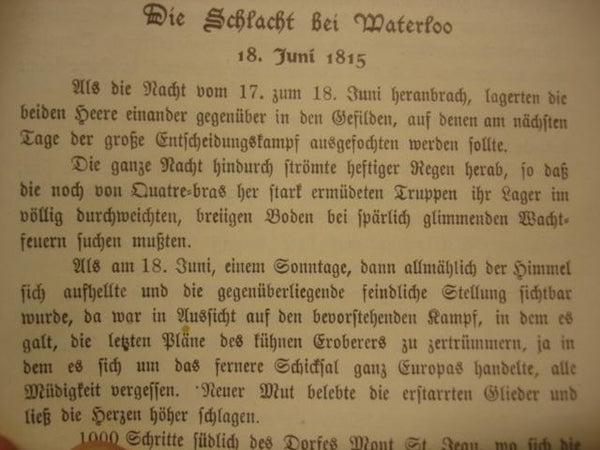 Die Schlacht bei Waterloo
18. Juni 1815
Als die Nacht vom 17. zum 18. Juni heranbrach, lagerten die
beiden Heere einander gegenüber in den Gefilden, auf denen am nächsten
Tage der große Entscheidungskampf ausgefochten werden sollte.
Die ganze Nacht hindurch strömte heftiger Regen herab, so daß
die noch von Quatre-bras her stark ermüdeten Truppen ihr Lager im
völlig durchweichten, breiigen Boden bei spärlich glimmenden Wacht-
feuern suchen mußten.
Als am 18. Juni, einem Sonntage, dann allmählich der Himmel
sich aufhellte und die gegenüberliegende feindliche Stellung sichtbar
wurde, da war in Aussicht auf den bevorstehenden Kampf, in dem es
galt, die letzten Pläne des kühnen Eroberers zu zertrümmern, ja in
dem es sich um das fernere Schicksal ganz Europas handelte, alle
Müdigkeit vergessen. Neuer Mut belebte die erstarrten Glieder und
ließ die Herzen höher schlagen.
1000 Schritte südlich des Dorfes Mont St. Jean, wo sich die